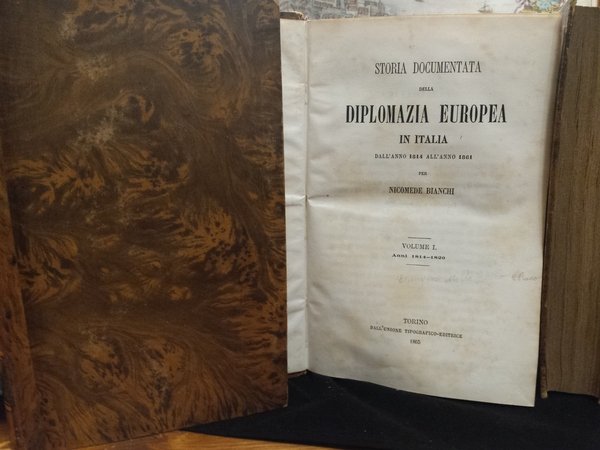 STORIA DOCUMENTATA
DELLA
DIPLOMAZIA EUROPEA
IN ITALIA
DALL'ANNO 1814 ALL'ANNO 1861
PER
NICOMEDE BIANCHI
VOLUME I.
Anni 1814-1820
TORINO
DALL'UNIONE TIPOGRAFICO-EDITRICE
1865